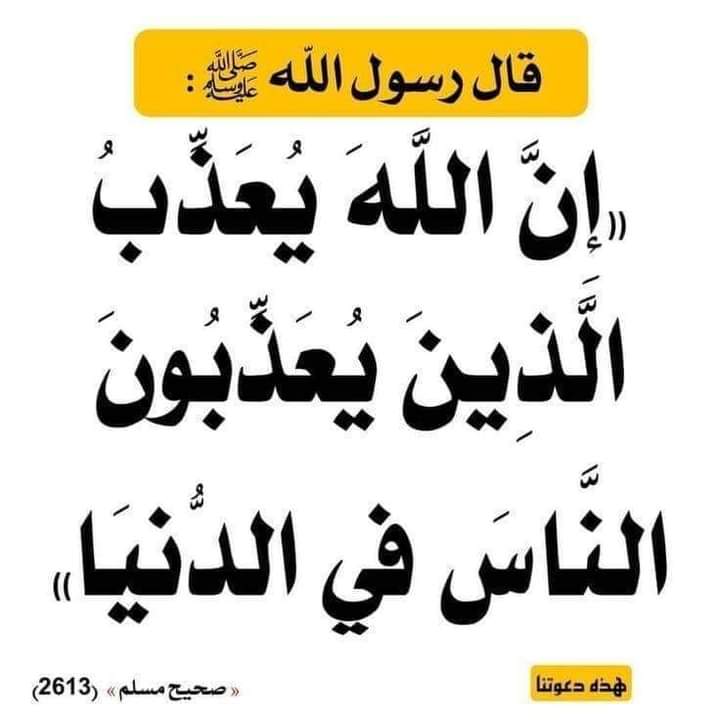 قال رسول الله ﷺ :
((إِنَّ اللَّهَ يُعَذِّبُ
الَّذِينَ يُعَذِّبُونَ
النَّاسَ فِي الدُّنيَا))
هٰذه دعوتنا
« صحيح مسلم » (2613)